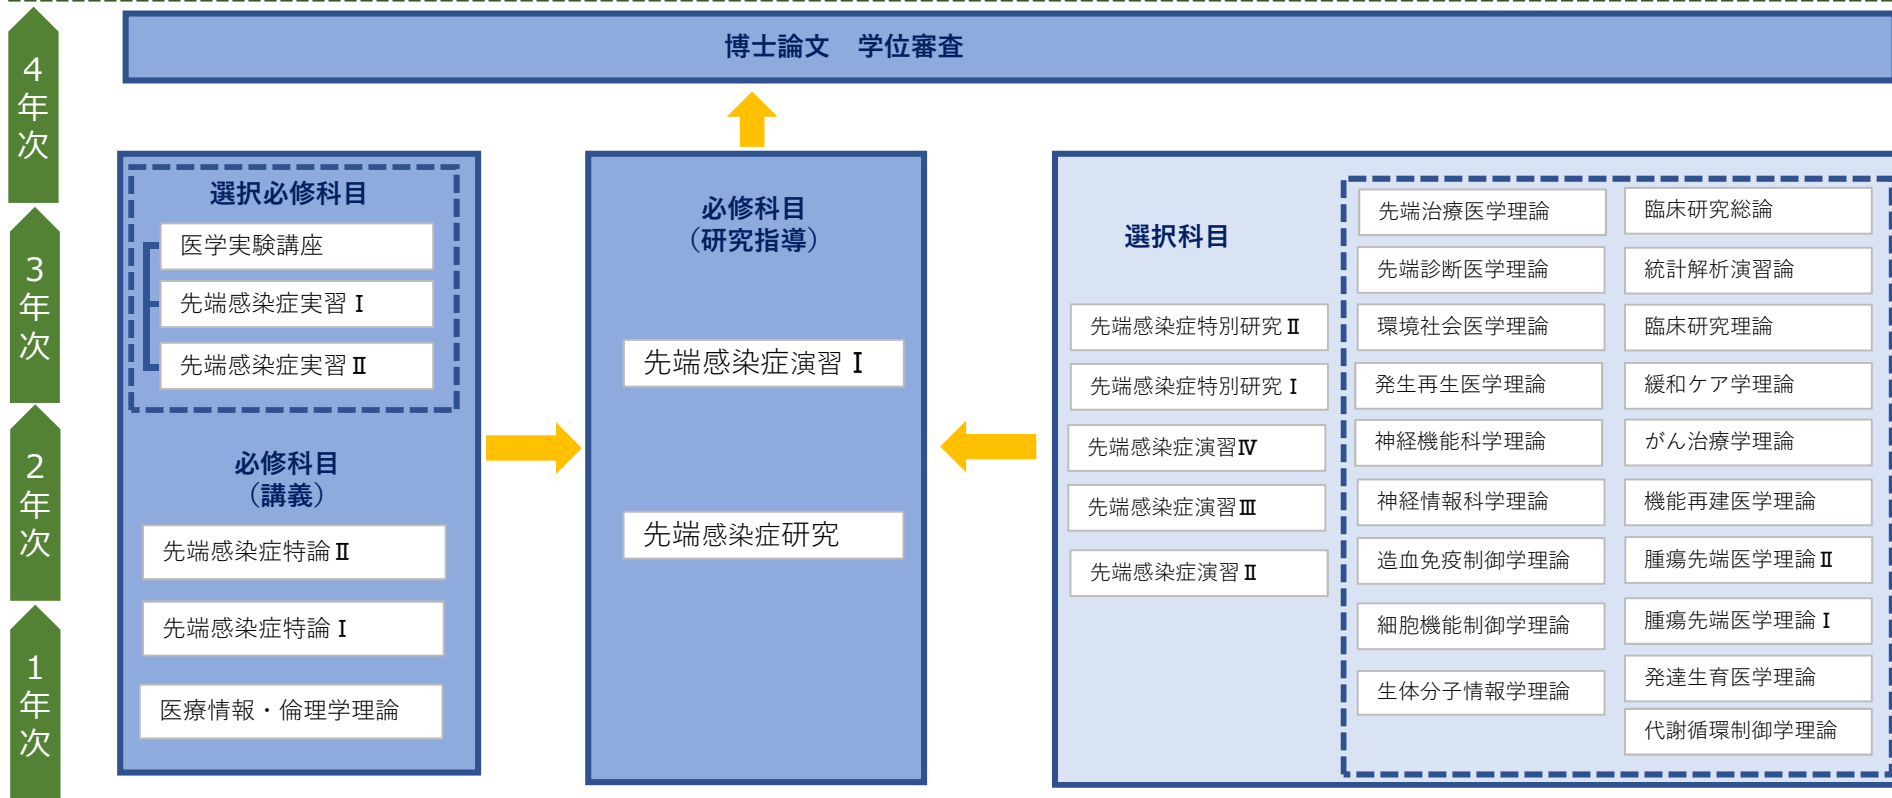 博士論文　学位審査
4年次
3年次
2年次
1年次
選択必修科目
医学実験講座
先端感染症実習 I
先端感染症実習 II
必修科目
（講義）
先端感染症特論 II
先端感染症特論 I
医療情報・倫理学理論
必修科目
（研究指導）
先端感染症演習 I
先端感染症研究
選択科目
先端感染症特別研究 II
先端感染症特別研究 I
先端感染症演習Ⅳ
先端感染症演習Ⅲ
先端感染症演習 II
先端治療医学理論
先端診断医学理論
環境社会医学理論
発生再生医学理論
神経機能科学理論
神経情報科学理論
造血免疫制御学理論
細胞機能制御学理論
生体分子情報学理論
臨床研究総論
統計解析演習論
臨床研究理論
緩和ケア学理論
がん治療学理論
機能再建医学理論
腫瘍先端医学理論 II
腫瘍先端医学理論 I
発達生育医学理論
代謝循環制御学理論